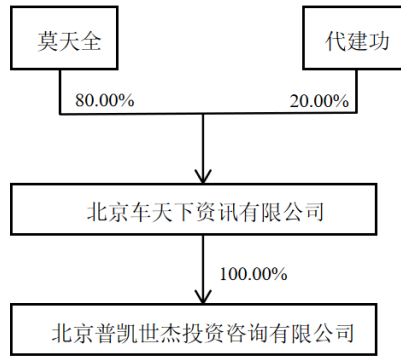 莫天全
代建功
80.00%
20.00%
北京车天下资讯有限公司
100.00%
北京普凯世杰投资咨询有限公司